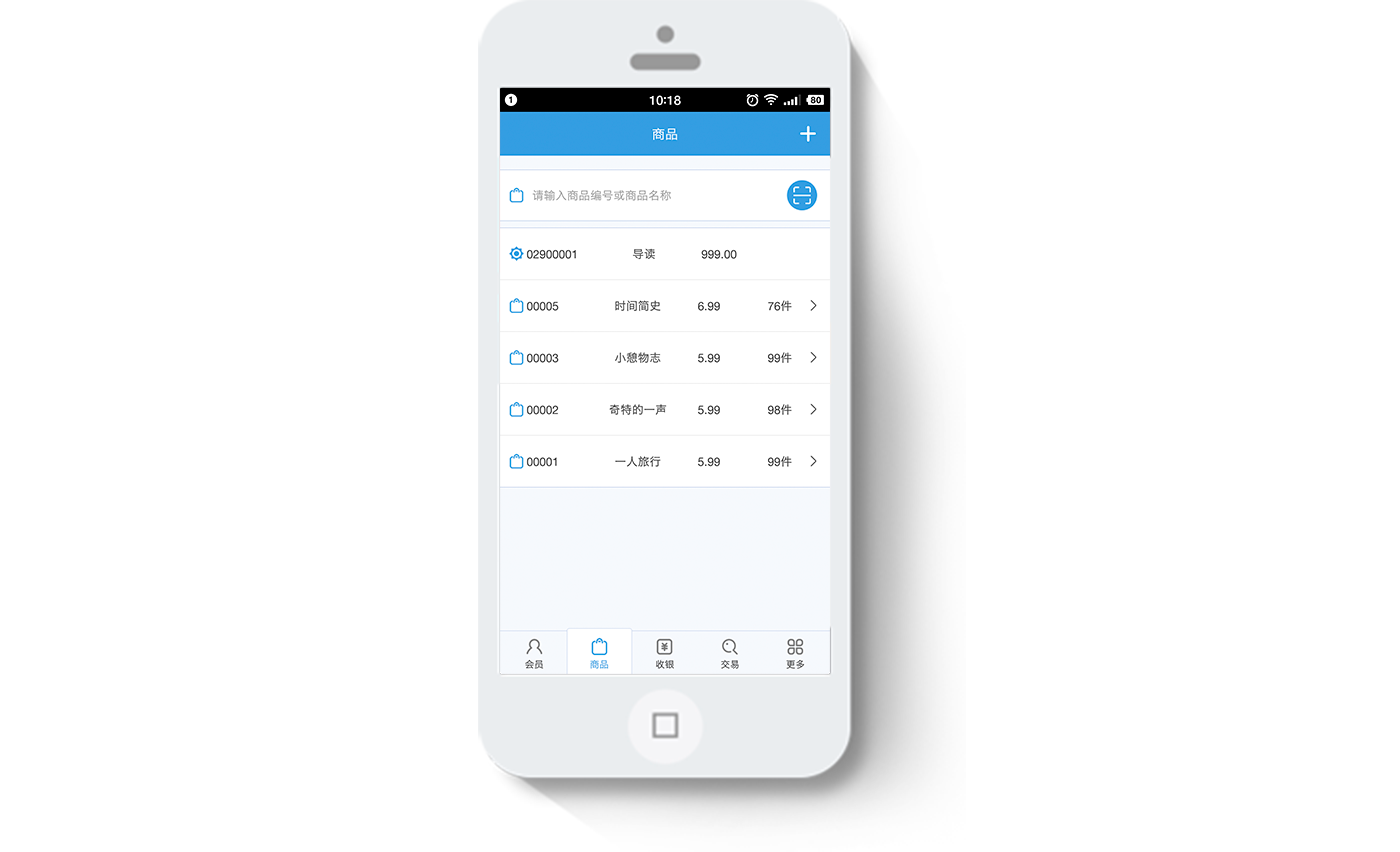 1 10:18 80
商品 +
请输入商品编号或商品名称
02900001 导读 999.00
00005 时间简史 6.99 76件
00003 小憩物志 5.99 99件
00002 奇特的一声 5.99 98件
00001 一人旅行 5.99 99件
会员 商品 ¥ 收银 交易 更多